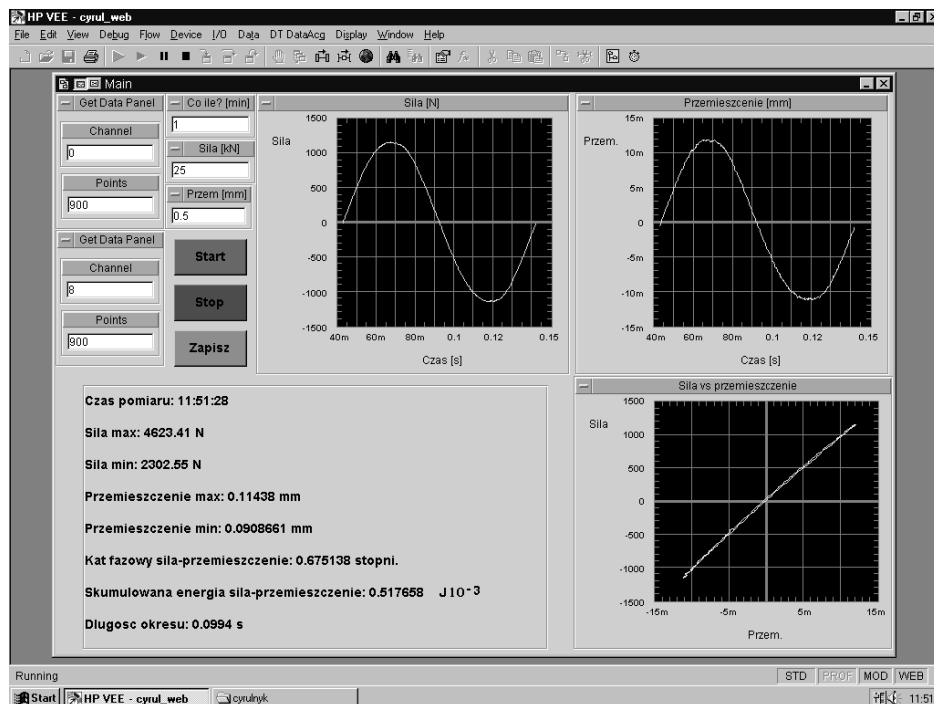 HP VEE - cyrul_web
File Edit View Debug Flow Device I/O Data DT DataAcq Display Window Help
Main
Get Data Panel
Channel
0
Points
900
Get Data Panel
Channel
8
Points
900
Co ile? [min]
1
Sila [kN]
25
Przem [mm]
0.5
Start
Stop
Zapisz
Sila [N]
Sila
1500
1000
500
0
-500
-1000
-1500
40m 60m 80m 0.1 0.12 0.15
Czas [s]
Przemieszcenie [mm]
Przem.
15m
10m
5m
0
-5m
-10m
-15m
40m 60m 80m 0.1 0.12 0.15
Czas [s]
Czas pomiaru: 11:51:28
Sila max: 4623.41 N
Sila min: 2302.55 N
Przemieszczenie max: 0.11438 mm
Przemieszczenie min: 0.0908661 mm
Kat fazowy sila-przemieszczenie: 0.675138 stopni.
Skumulowana energia sila-przemieszczenie: 0.517658 J10-3
Dlugosc okresu: 0.0994 s
Sila vs przemieszczenie
Sila
1500
1000
500
0
-500
-1000
-1500
-15m -5m 5m 15m
Przem.
Running
STD PROF MOD WEB
Start HP VEE - cyrul_web cyrulnyk 11:51